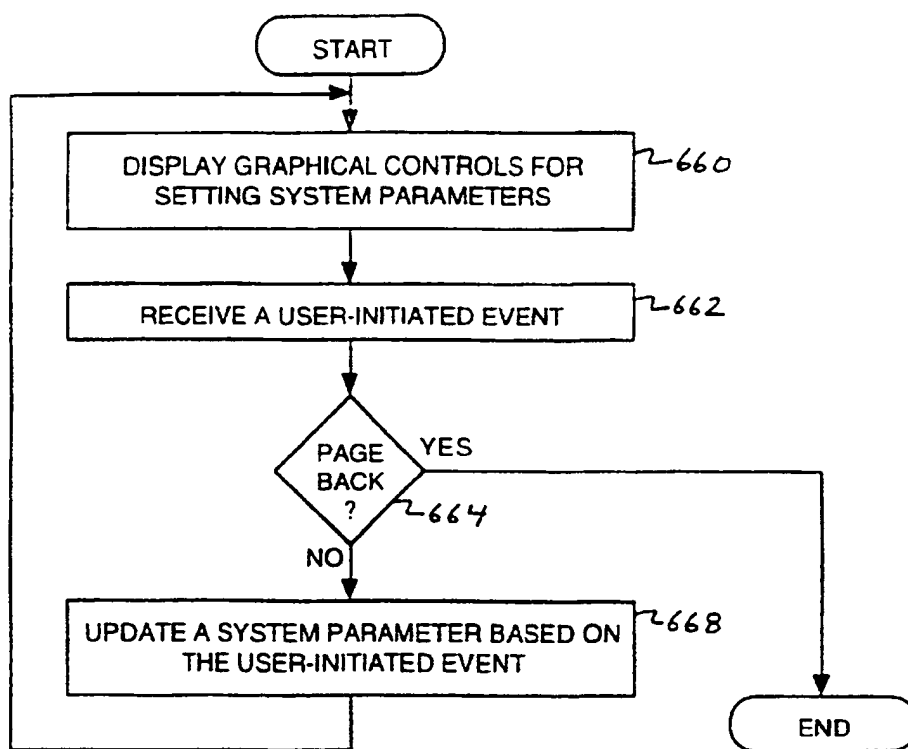 START
DISPLAY GRAPHICAL CONTROLS FOR
SETTING SYSTEM PARAMETERS
660
RECEIVE A USER-INITIATED EVENT
662
PAGE
BACK
?
YES
664
NO
UPDATE A SYSTEM PARAMETER BASED ON
THE USER-INITIATED EVENT
668
END